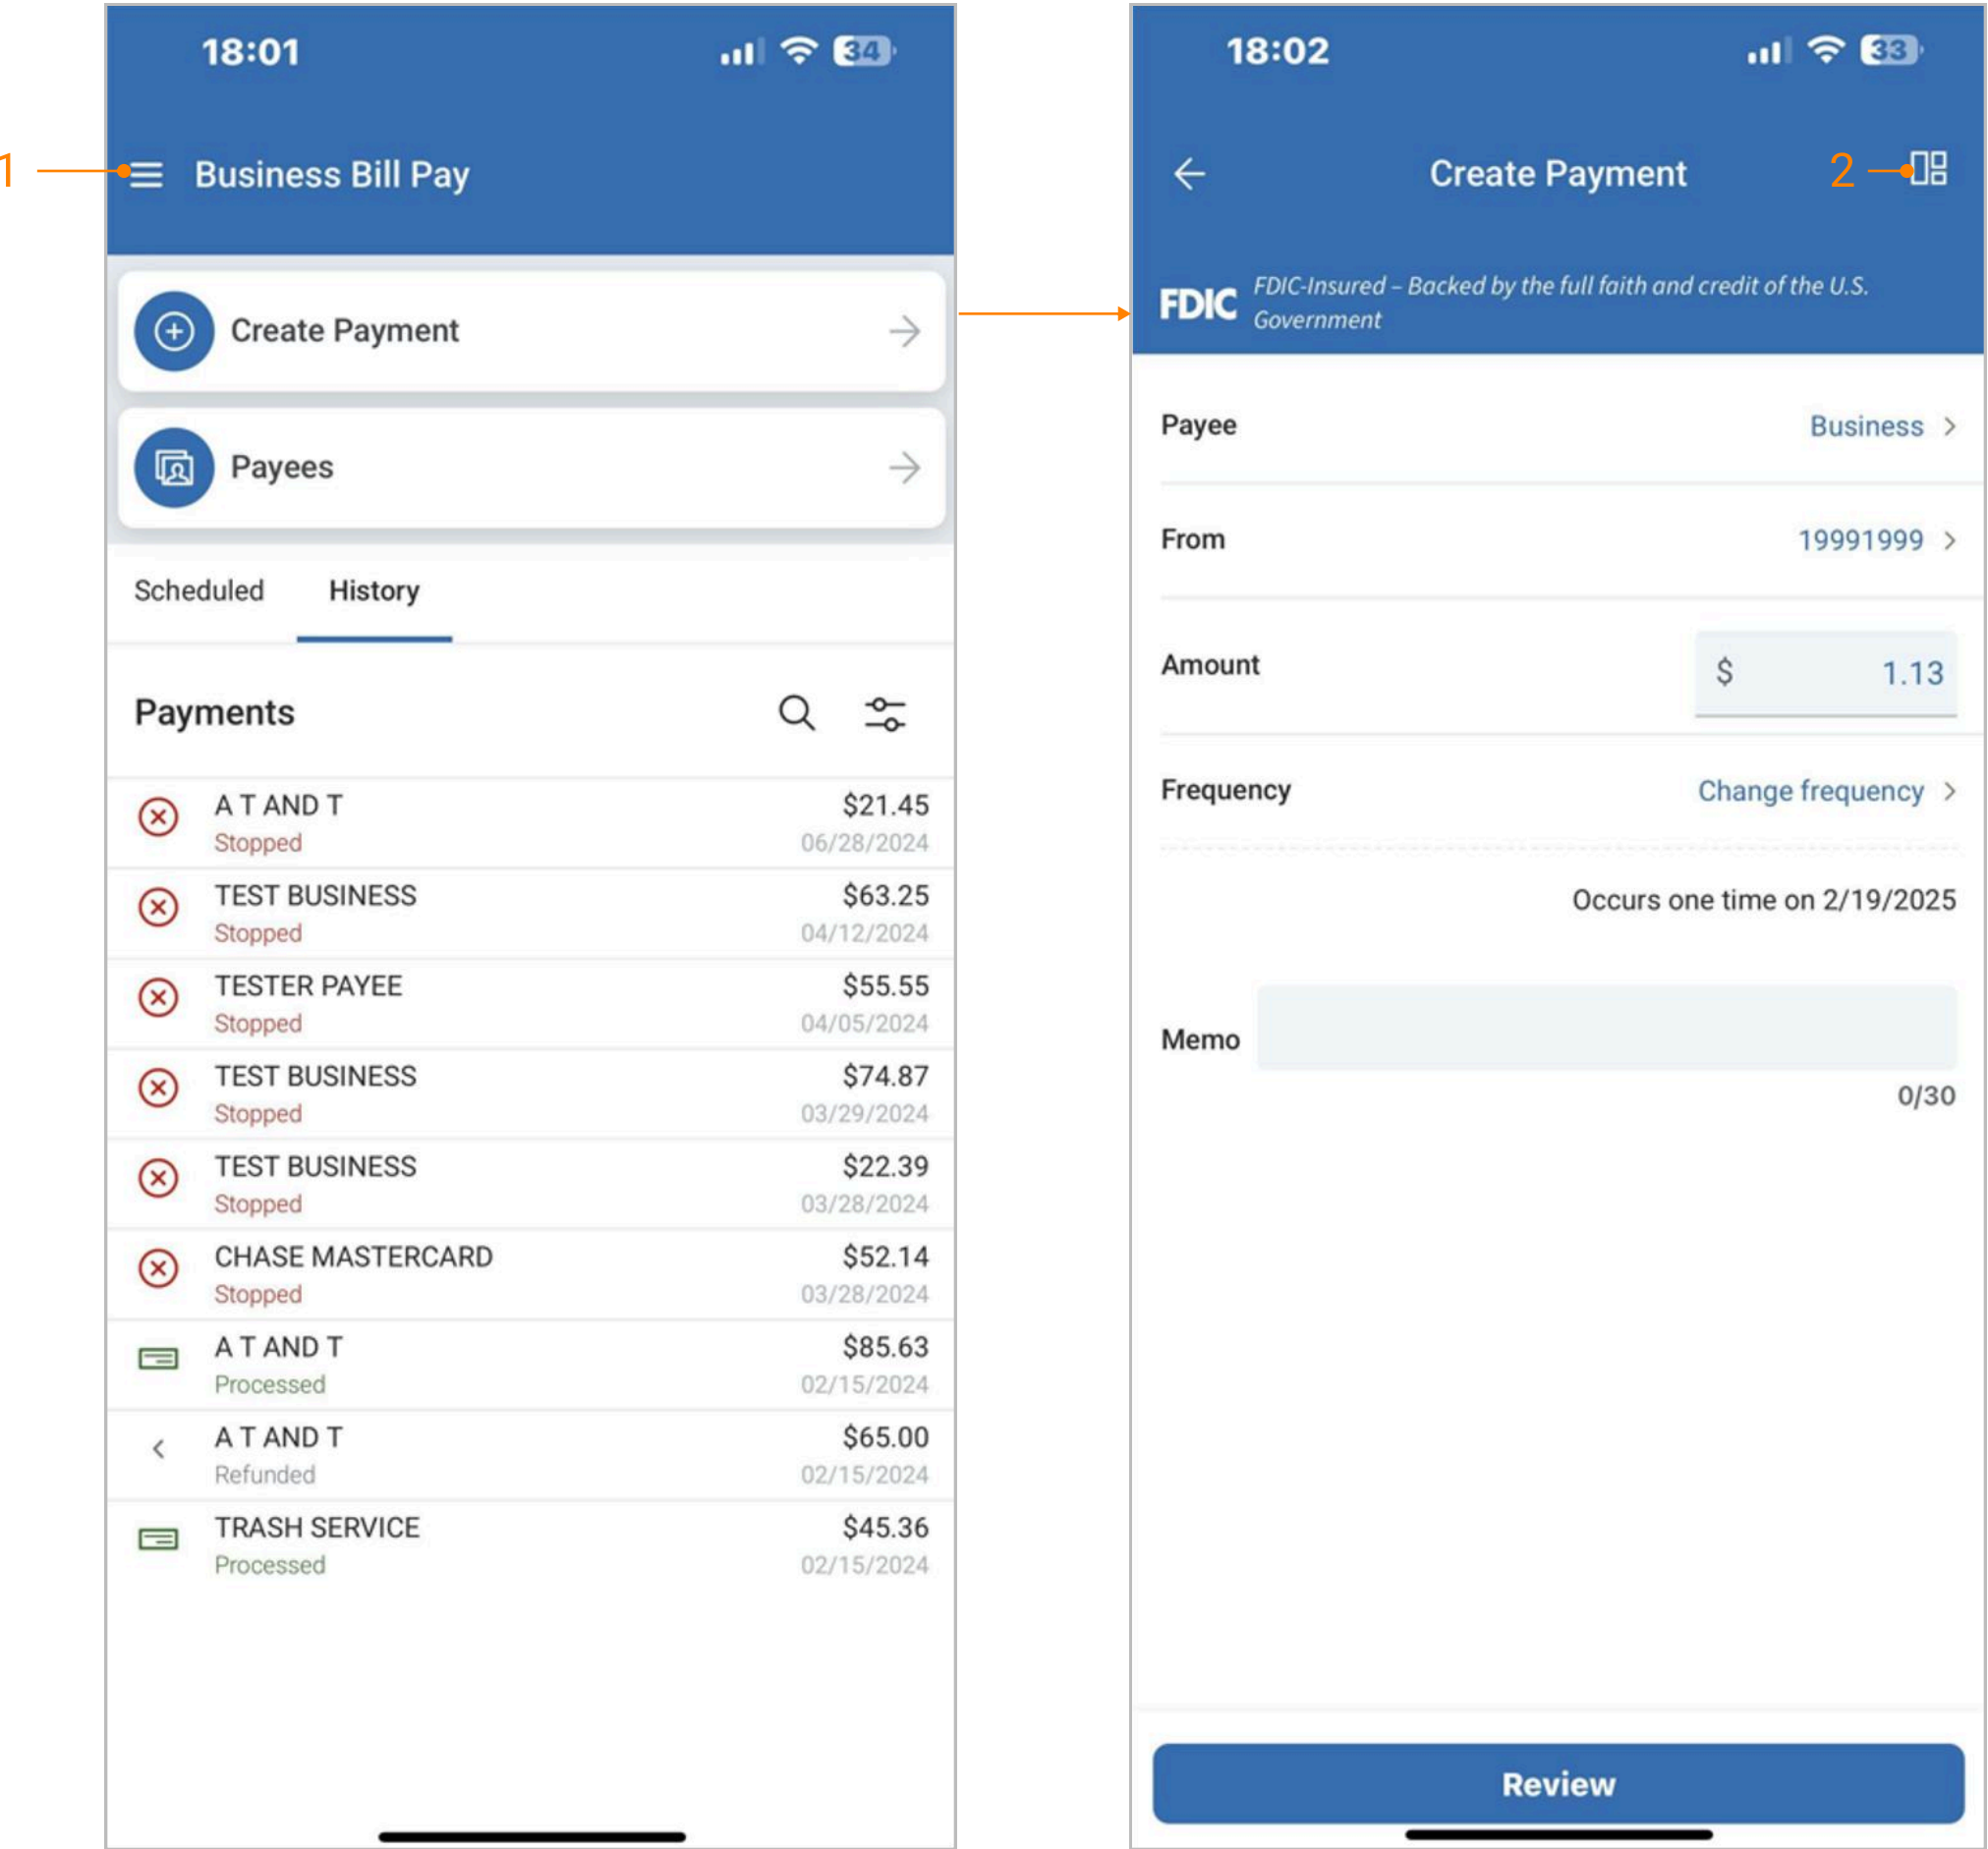 18:01
34
1
Business Bill Pay
Create Payment
Payees
Scheduled
History
Payments
A T AND T
$21.45
Stopped
06/28/2024
TEST BUSINESS
$63.25
Stopped
04/12/2024
TESTER PAYEE
$55.55
Stopped
04/05/2024
TEST BUSINESS
$74.87
Stopped
03/29/2024
TEST BUSINESS
$22.39
Stopped
03/28/2024
CHASE MASTERCARD
$52.14
Stopped
03/28/2024
A T AND T
$85.63
Processed
02/15/2024
A T AND T
$65.00
Refunded
02/15/2024
TRASH SERVICE
$45.36
Processed
02/15/2024
18:02
33
Create Payment
2
FDIC
FDIC-Insured – Backed by the full faith and credit of the U.S.
Government
Payee
Business
From
19991999
Amount
$ 1.13
Frequency
Change frequency
Occurs one time on 2/19/2025
Memo
0/30
Review